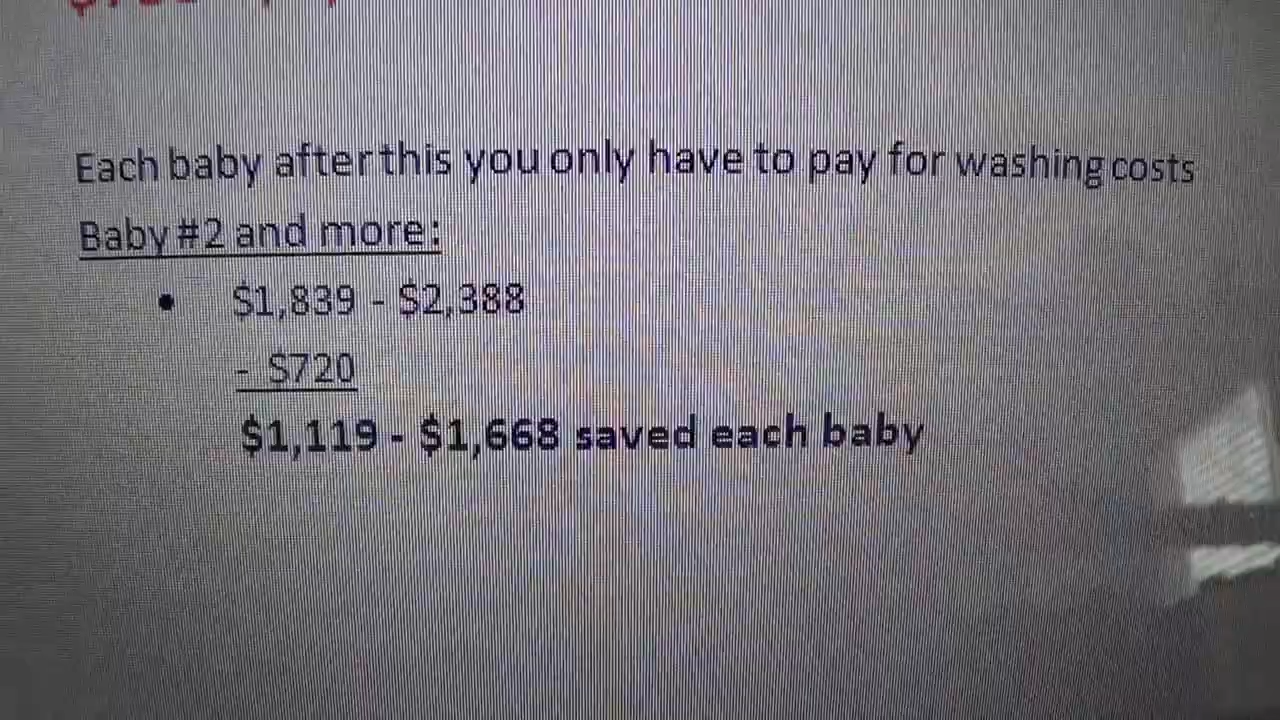 Each baby after this you only have to pay for washing costs
Baby #2 and more:
• $1,839 - $2,388
- $720
$1,119 - $1,668 saved each baby